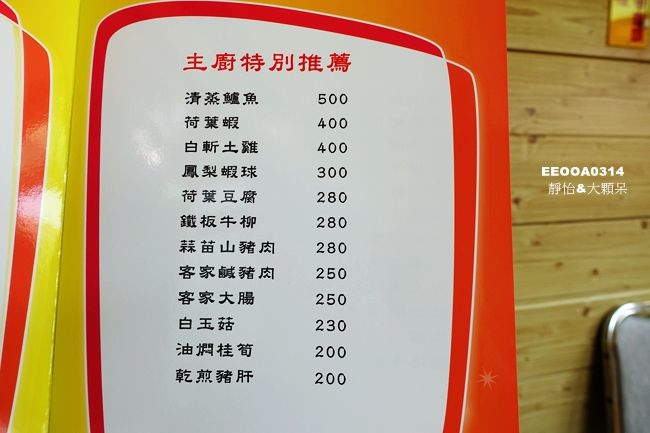 主廚特別推薦
清蒸鱸魚 500
荷葉蝦 400
白斬土雞 400
鳳梨蝦球 300
荷葉豆腐 280
鐵板牛柳 280
蒜苗山豬肉 280
客家鹹豬肉 250
客家大腸 250
白玉菇 230
油燜桂筍 200
乾煎豬肝 200
EEOOA0314
靜怡&大顆呆